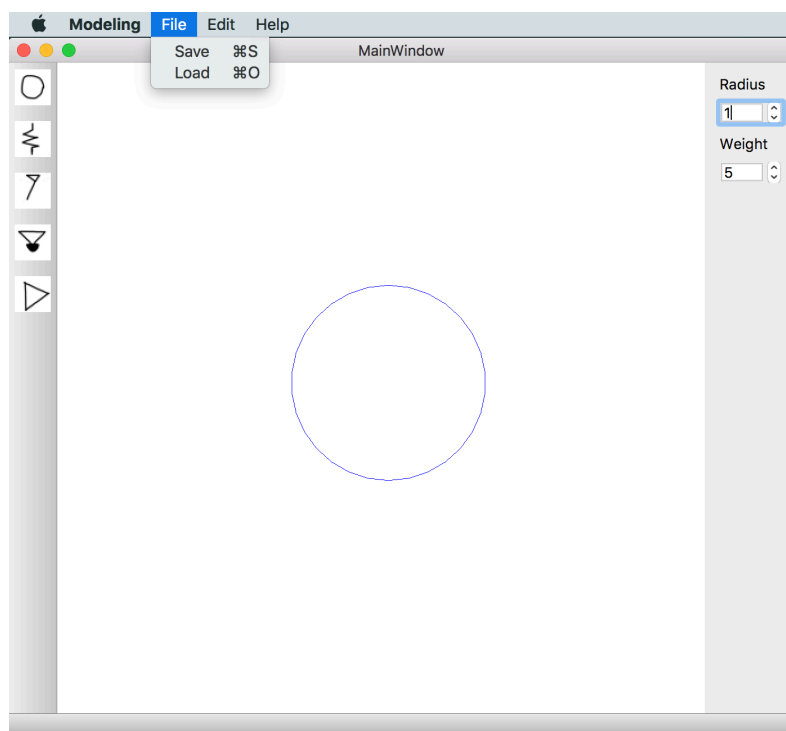 Modeling File Edit Help
MainWindow
Save ⌘S
Load ⌘O
Radius
1
Weight
5